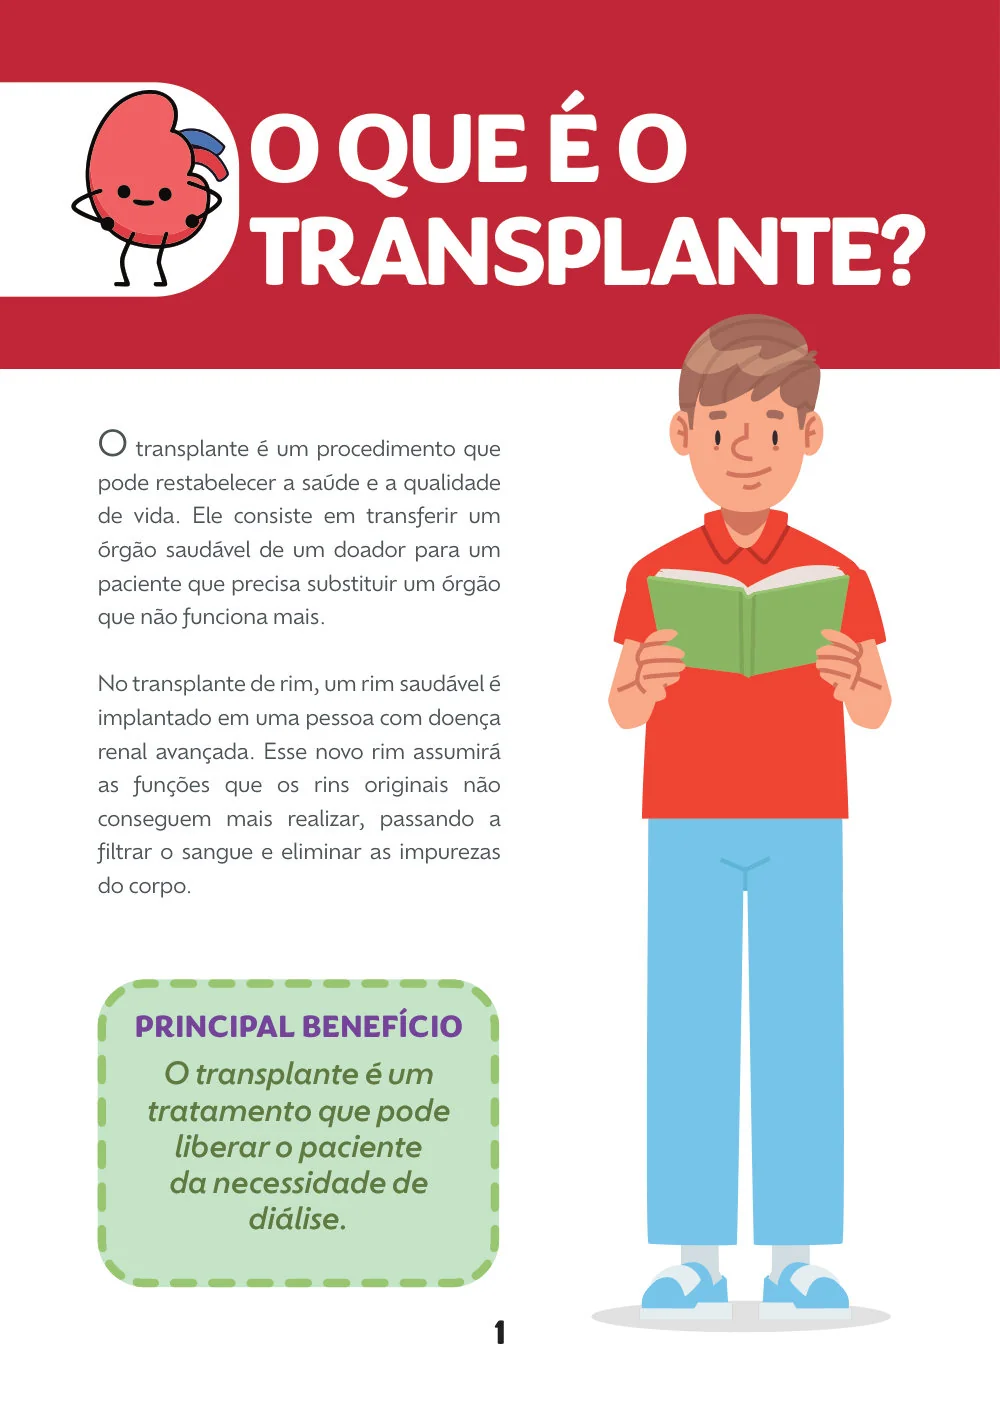 O QUE É O
TRANSPLANTE?
O transplante é um procedimento que
pode restabelecer a saúde e a qualidade
de vida. Ele consiste em transferir um
órgão saudável de um doador para um
paciente que precisa substituir um órgão
que não funciona mais.
No transplante de rim, um rim saudável é
implantado em uma pessoa com doença
renal avançada. Esse novo rim assumirá
as funções que os rins originais não
conseguem mais realizar, passando a
filtrar o sangue e eliminar as impurezas
do corpo.
PRINCIPAL BENEFÍCIO
O transplante é um
tratamento que pode
liberar o paciente
da necessidade de
diálise.
1